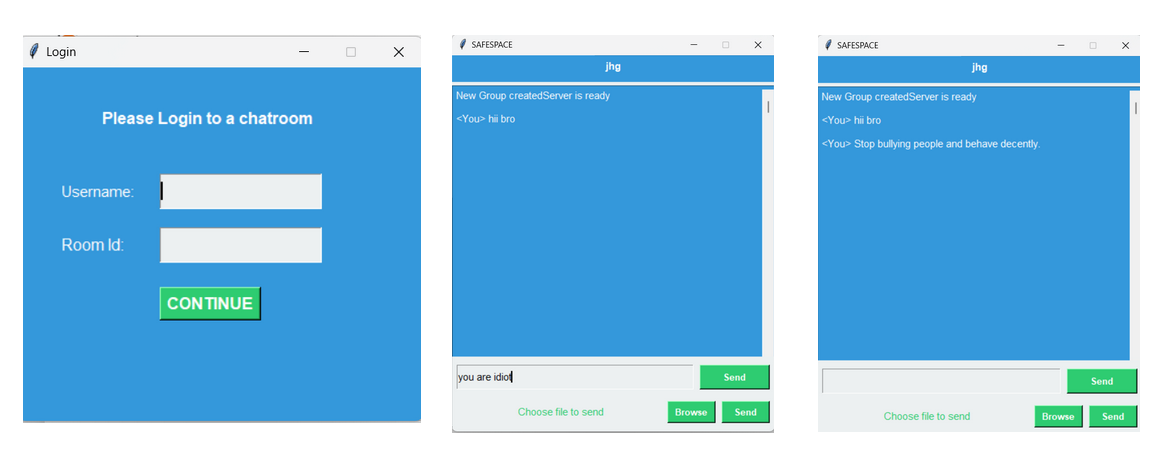 Login
Please Login to a chatroom
Username:
Room Id:
CONTINUE
SAFESPACE
jhg
New Group createdServer is ready
<You> hii bro
you are idiot
Send
Choose file to send
Browse
Send
SAFESPACE
jhg
New Group createdServer is ready
<You> hii bro
<You> Stop bullying people and behave decently.
Send
Choose file to send
Browse
Send